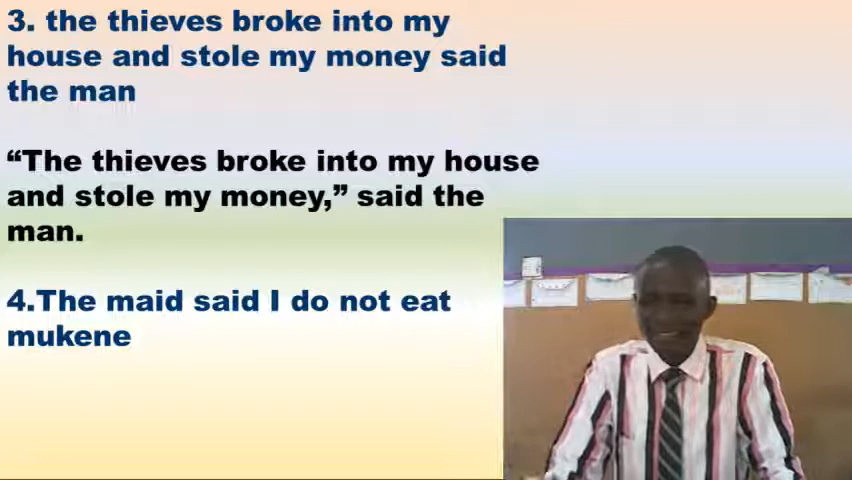 3. the thieves broke into my
house and stole my money said
the man
“The thieves broke into my house
and stole my money,” said the
man.
4.The maid said I do not eat
mukene